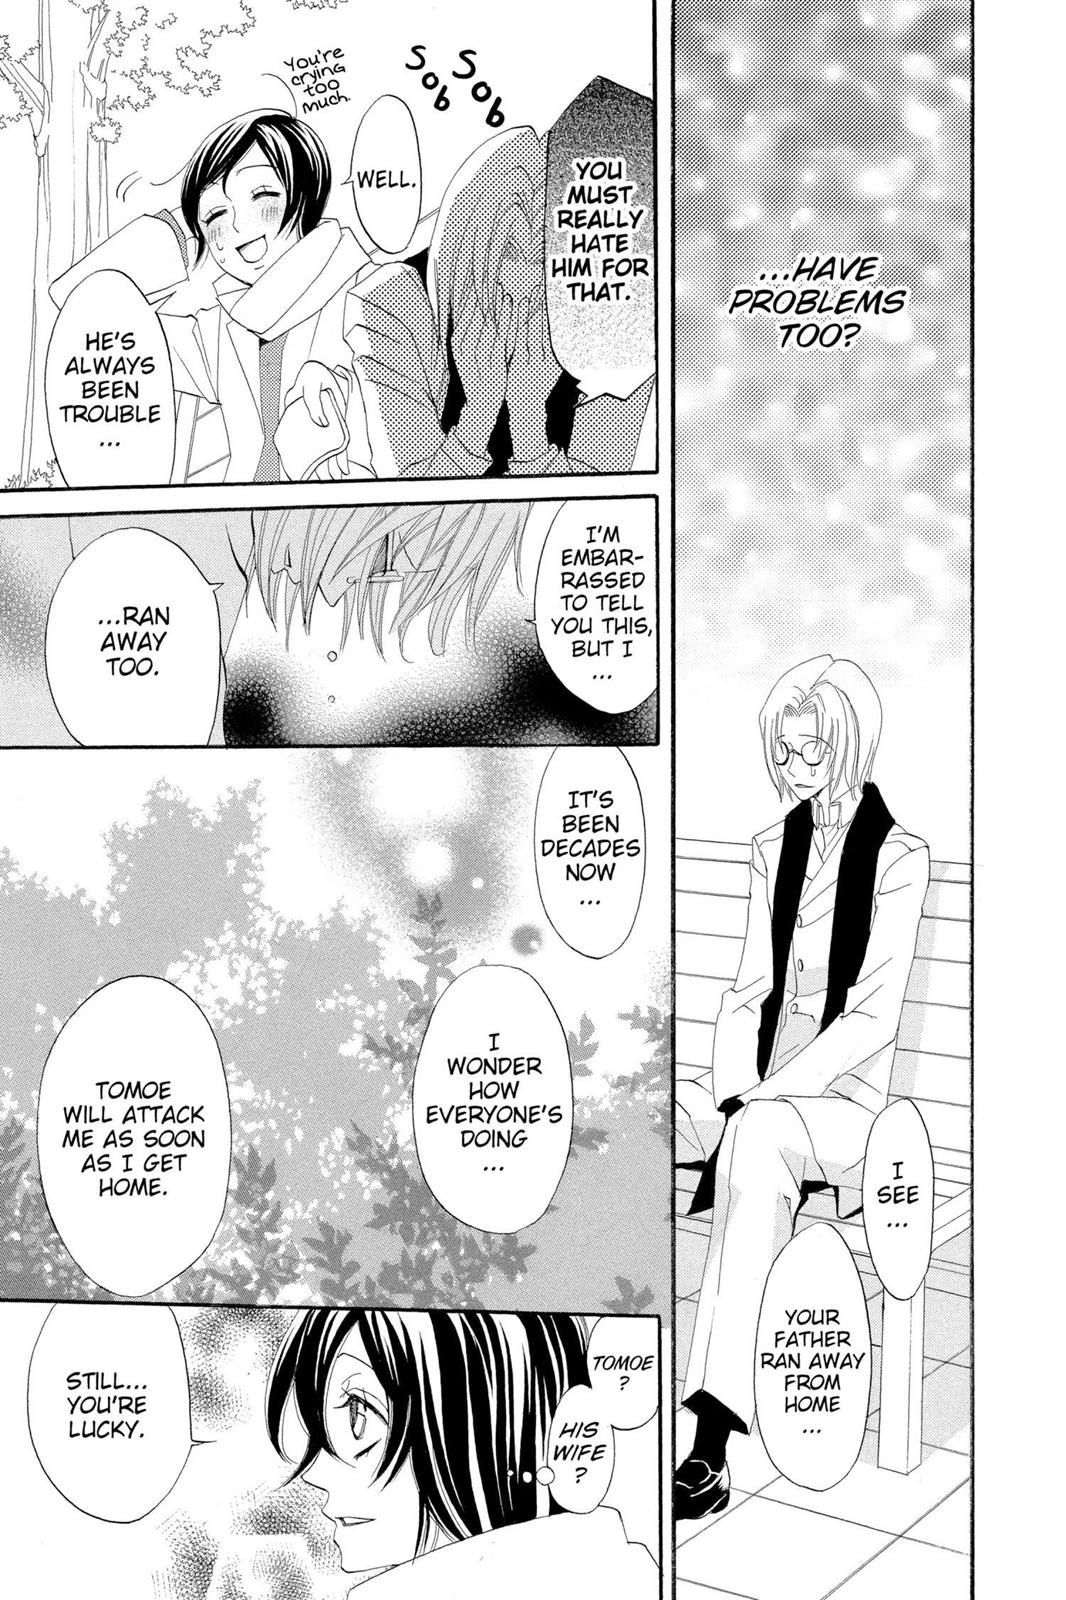 ...HAVE
PROBLEMS
TOO?
I
SEE
...
YOUR
FATHER
RAN AWAY
FROM
HOME
...
YOU
MUST
REALLY
HATE
HIM FOR
THAT.
SOB
SOB
WELL.
You're
crying
too
much.
HE'S
ALWAYS
BEEN
TROUBLE
...
I'M
EMBAR-
RASSED
TO TELL
YOU THIS,
BUT I
...
...RAN
AWAY
TOO.
IT'S
BEEN
DECADES
NOW
...
I
WONDER
HOW
EVERYONE'S
DOING
...
TOMOE
WILL ATTACK
ME AS SOON
AS I GET
HOME.
TOMOE
?
HIS
WIFE
?
STILL...
YOU'RE
LUCKY.